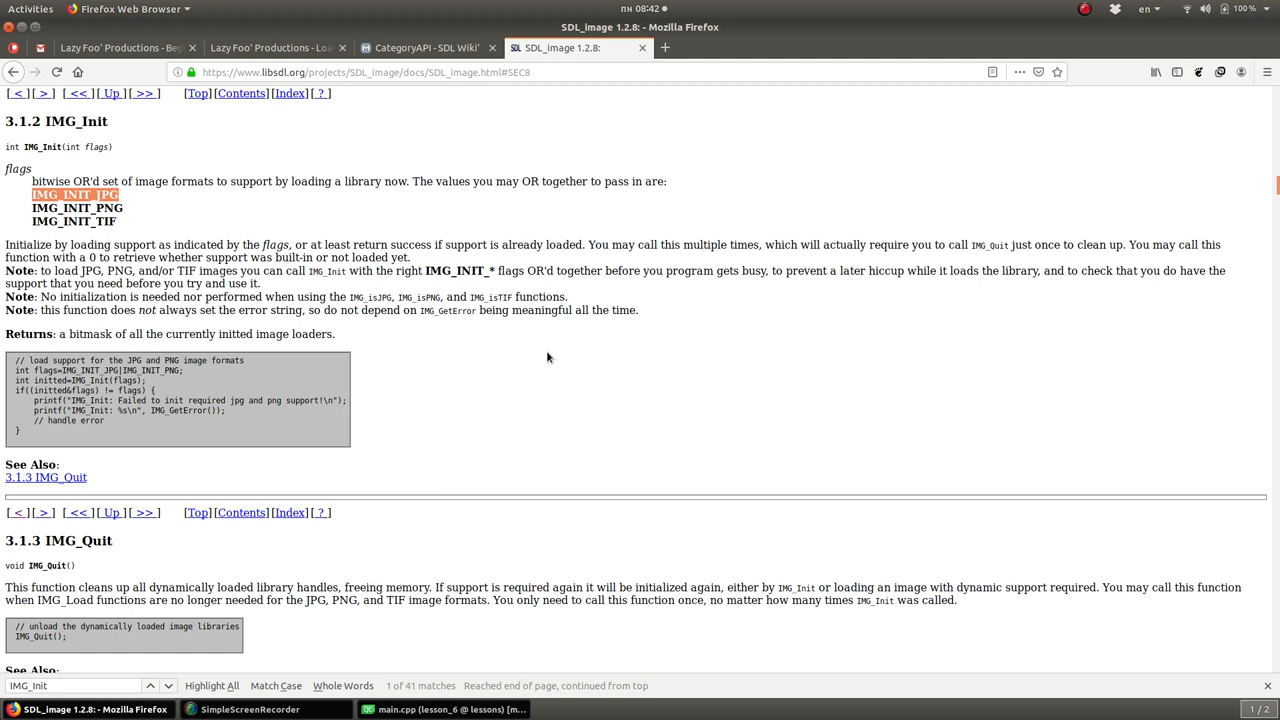 Activities Firefox Web Browser пн 08:42 en 100 %
SDL_image 1.2.8: - Mozilla Firefox
Lazy Foo' Productions - Beg Lazy Foo' Productions - Loa CategoryAPI - SDL Wiki' SDL_image 1.2.8:
https://www.libsdl.org/projects/SDL_image/docs/SDL_image.html#SEC8
[ < ][ > ] [ << ][ Up ][ >> ] [Top][Contents][Index][ ? ]
3.1.2 IMG_Init
int IMG_Init(int flags)
flags
bitwise OR'd set of image formats to support by loading a library now. The values you may OR together to pass in are:
IMG_INIT_JPG
IMG_INIT_PNG
IMG_INIT_TIF
Initialize by loading support as indicated by the flags, or at least return success if support is already loaded. You may call this multiple times, which will actually require you to call IMG_Quit just once to clean up. You may call this
function with a 0 to retrieve whether support was built-in or not loaded yet.
Note: to load JPG, PNG, and/or TIF images you can call IMG_Init with the right IMG_INIT_* flags OR'd together before you program gets busy, to prevent a later hiccup while it loads the library, and to check that you do have the
support that you need before you try and use it.
Note: No initialization is needed nor performed when using the IMG_isJPG, IMG_isPNG, and IMG_isTIF functions.
Note: this function does not always set the error string, so do not depend on IMG_GetError being meaningful all the time.
Returns: a bitmask of all the currently initted image loaders.
// load support for the JPG and PNG image formats
int flags=IMG_INIT_JPG|IMG_INIT_PNG;
int initted=IMG_Init(flags);
if((initted&flags) != flags) {
printf("IMG_Init: Failed to init required jpg and png support!\n");
printf("IMG_Init: %s\n", IMG_GetError());
// handle error
}
See Also:
3.1.3 IMG_Quit
[ < ][ > ] [ << ][ Up ][ >> ] [Top][Contents][Index][ ? ]
3.1.3 IMG_Quit
void IMG_Quit()
This function cleans up all dynamically loaded library handles, freeing memory. If support is required again it will be initialized again, either by IMG_Init or loading an image with dynamic support required. You may call this function
when IMG_Load functions are no longer needed for the JPG, PNG, and TIF image formats. You only need to call this function once, no matter how many times IMG_Init was called.
// unload the dynamically loaded image libraries
IMG_Quit();
See Also:
IMG_Init Highlight All Match Case Whole Words 1 of 41 matches Reached end of page, continued from top
SDL_image 1.2.8: - Mozilla Firefox SimpleScreenRecorder main.cpp (lesson_6 @ lessons) [m... 1 / 2